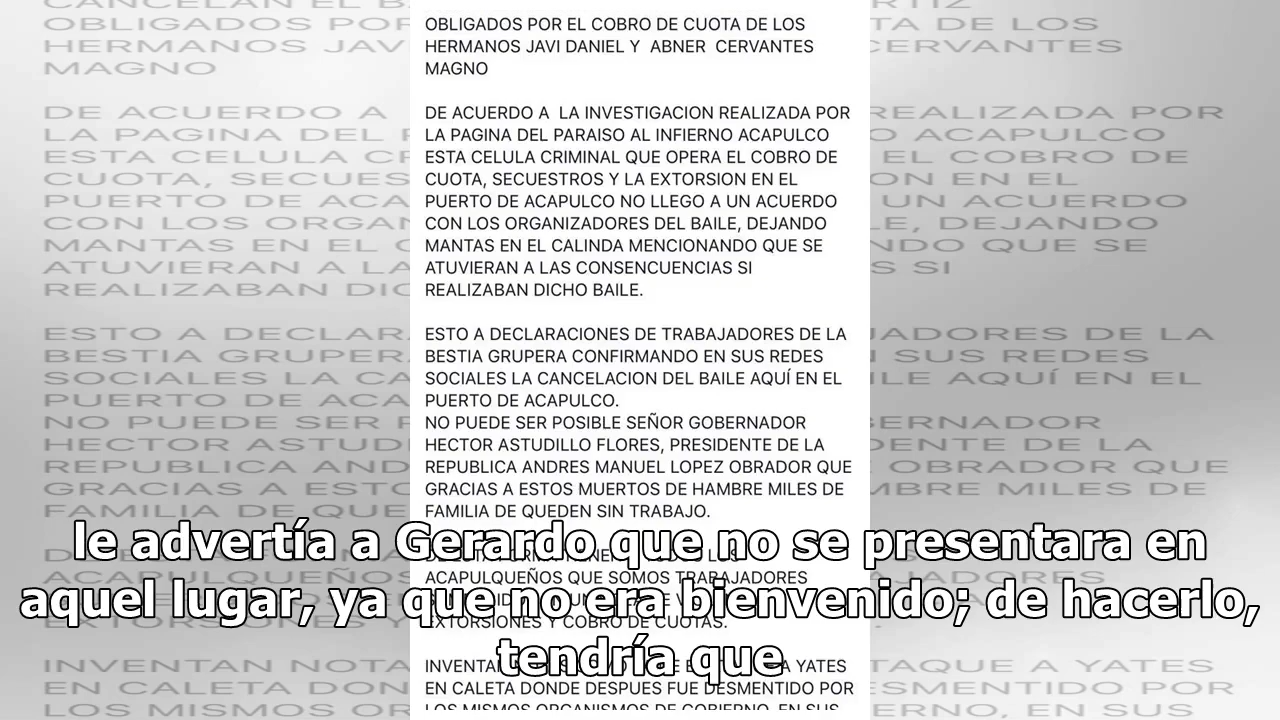 OBLIGADOS POR EL COBRO DE CUOTA DE LOS
HERMANOS JAVI DANIEL Y ABNER CERVANTES
MAGNO
DE ACUERDO A LA INVESTIGACION REALIZADA POR
LA PAGINA DEL PARAISO AL INFIERNO ACAPULCO
ESTA CELULA CRIMINAL QUE OPERA EL COBRO DE
CUOTA, SECUESTROS Y LA EXTORSION EN EL
PUERTO DE ACAPULCO NO LLEGO A UN ACUERDO
CON LOS ORGANIZADORES DEL BAILE, DEJANDO
MANTAS EN EL CALINDA MENCIONANDO QUE SE
ATUVIERAN A LAS CONSENCUENCIAS SI
REALIZABAN DICHO BAILE.
ESTO A DECLARACIONES DE TRABAJADORES DE LA
BESTIA GRUPERA CONFIRMANDO EN SUS REDES
SOCIALES LA CANCELACION DEL BAILE AQUÍ EN EL
PUERTO DE ACAPULCO.
NO PUEDE SER POSIBLE SEÑOR GOBERNADOR
HECTOR ASTUDILLO FLORES, PRESIDENTE DE LA
REPUBLICA ANDRES MANUEL LOPEZ OBRADOR QUE
GRACIAS A ESTOS MUERTOS DE HAMBRE MILES DE
FAMILIA DE QUEDEN SIN TRABAJO.
le advertía a Gerardo que no se presentara en
ACAPULQUEÑOS QUE SOMOS TRABAJADORES
aquel lugar, ya que no era bienvenido; de hacerlo,
EXTORSIONES Y COBRO DE CUOTAS.
tendría que
YATES
EN CALETA DONDE DESPUES FUE DESMENTIDO POR
LOS MISMOS ORGANISMOS DE GOBIERNO, EN SUS